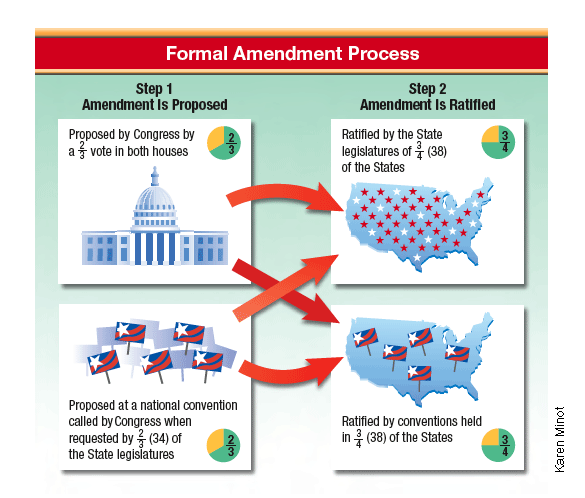 Formal Amendment Process
Step 1
Amendment Is Proposed
Proposed by Congress by
a 2/3 vote in both houses
2/3
Proposed at a national convention
called by Congress when
requested by 2/3 (34) of
the State legislatures
2/3
Step 2
Amendment Is Ratified
Ratified by the State
legislatures of 3/4 (38)
of the States
3/4
Ratified by conventions held
in 3/4 (38) of the States
3/4
Karen Minot